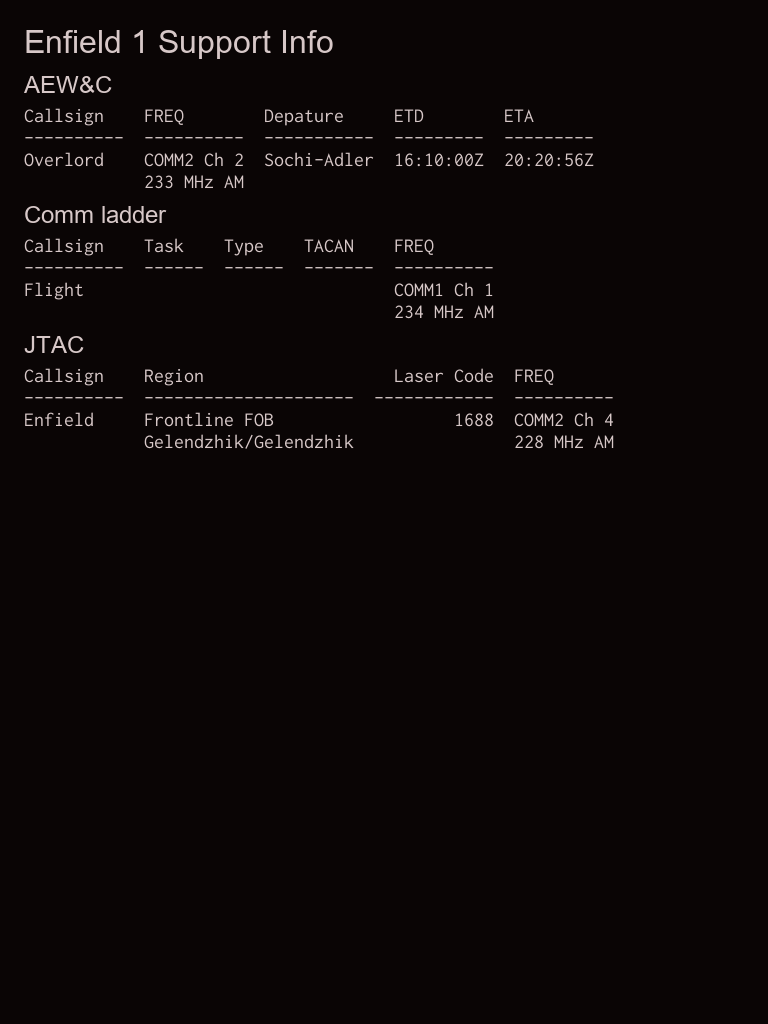 Enfield 1 Support Info
AEW&C
Callsign    FREQ        Depature     ETD        ETA
----------  ----------  -----------  ---------  ---------
Overlord    COMM2 Ch 2  Sochi-Adler  16:10:00Z  20:20:56Z
            233 MHz AM
Comm ladder
Callsign    Task    Type    TACAN    FREQ
----------  ------  ------  -------  ----------
Flight                               COMM1 Ch 1
                                     234 MHz AM
JTAC
Callsign    Region                   Laser Code  FREQ
----------  ---------------------  ------------  ----------
Enfield     Frontline FOB                  1688  COMM2 Ch 4
            Gelendzhik/Gelendzhik                228 MHz AM